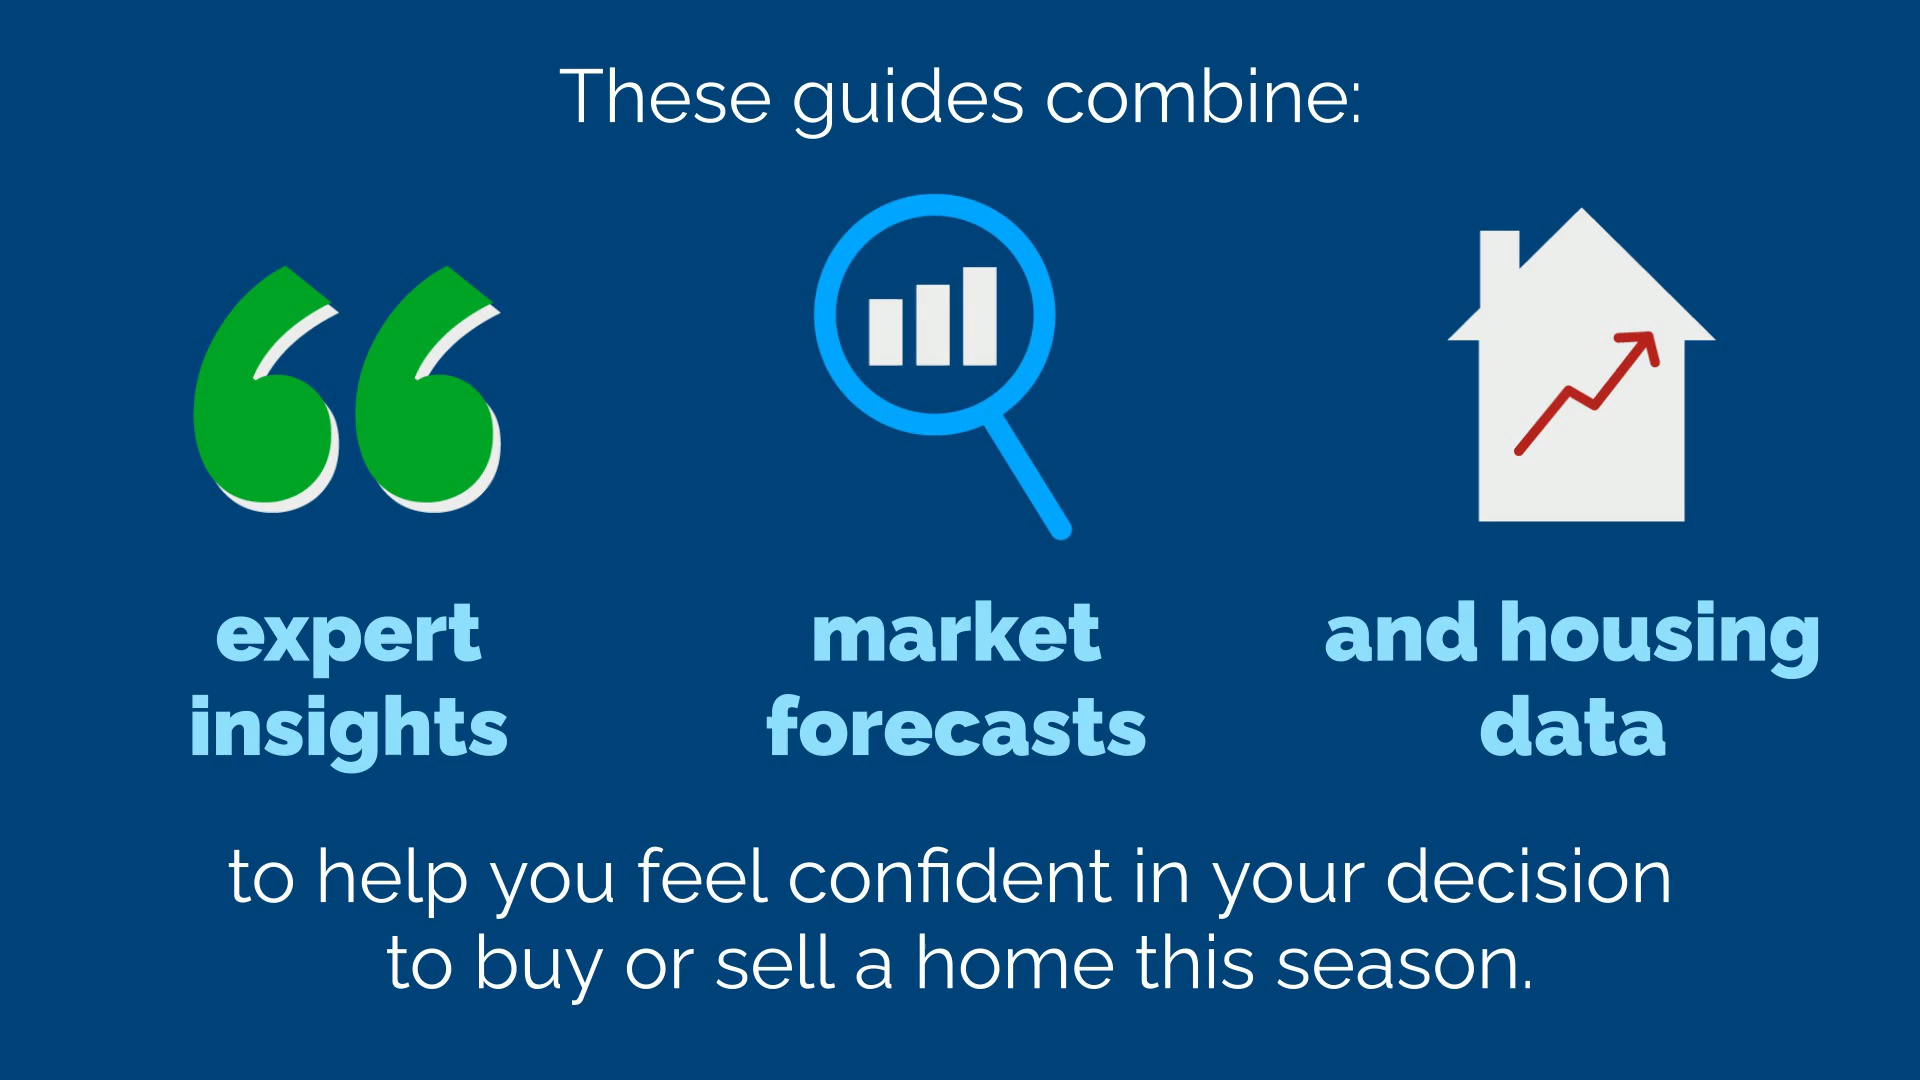 These guides combine:
expert
insights
market
forecasts
and housing
data
to help you feel confident in your decision
to buy or sell a home this season.